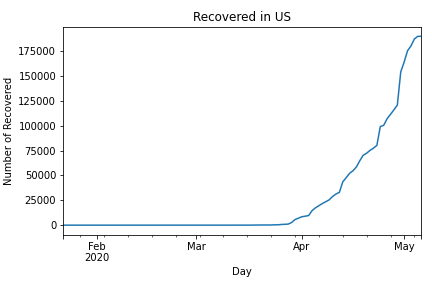 Recovered in US
Number of Recovered
175000
150000
125000
100000
75000
50000
25000
0
Feb
2020
Mar
Apr
May
Day